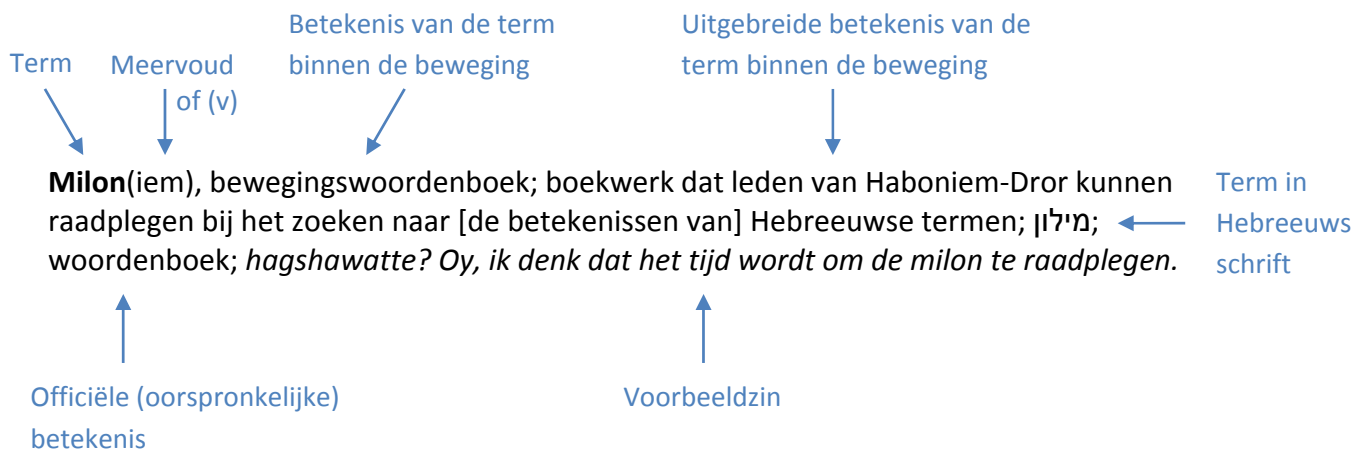 Betekenis van de term
binnen de beweging
Uitgebreide betekenis van de
term binnen de beweging
Term
Meervoud
of (v)
Milon(iem), bewegingswoordenboek; boekwerk dat leden van Haboniem-Dror kunnen
raadplegen bij het zoeken naar [de betekenissen van] Hebreeuwse termen; מילון;
woordenboek; hagshawatte? Oy, ik denk dat het tijd wordt om de milon te raadplegen.
Term in
Hebreeuws
schrift
Officiële (oorspronkelijke)
betekenis
Voorbeeldzin